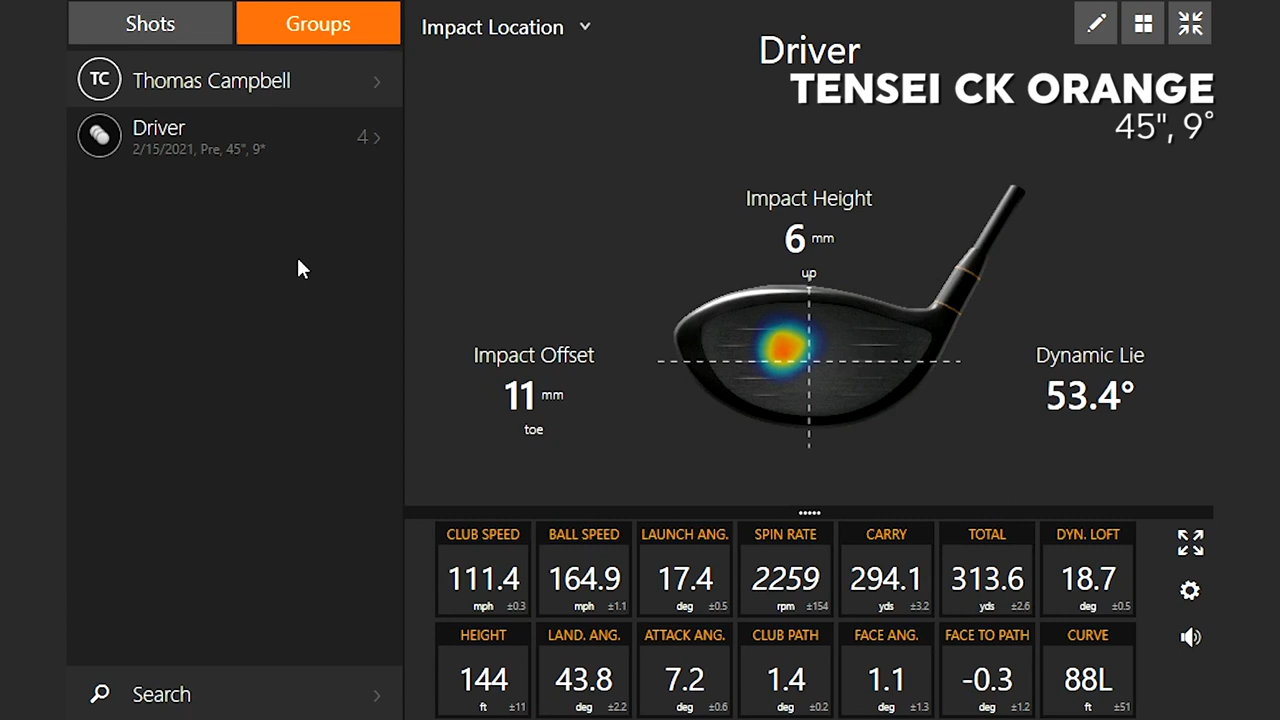 Shots
Groups
Impact Location
Driver
TENSEI CK ORANGE
45", 9°
TC
Thomas Campbell
Driver
2/15/2021, Pre, 45", 9*
4
Impact Height
6 mm
up
Impact Offset
11 mm
toe
Dynamic Lie
53.4°
CLUB SPEED BALL SPEED LAUNCH ANG. SPIN RATE CARRY TOTAL DYN. LOFT
111.4 164.9 17.4 2259 294.1 313.6 18.7
mph ±0.3 mph ±1.1 deg ±0.5 rpm ±154 yds ±3.2 yds ±2.6 deg ±0.5
HEIGHT LAND. ANG. ATTACK ANG. CLUB PATH FACE ANG. FACE TO PATH CURVE
144 43.8 7.2 1.4 1.1 -0.3 88L
ft ±11 deg ±2.2 deg ±0.6 deg ±0.2 deg ±1.3 deg ±1.2 ft ±51
Search